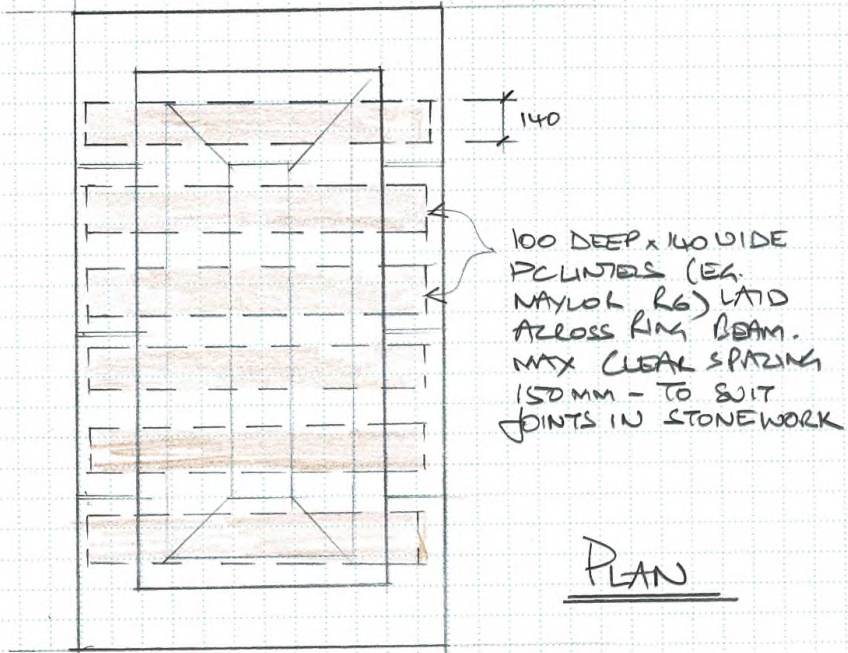 140
100 DEEP x 140 WIDE
PC LINTELS (EG.
NAYLOR R6) LAID
ACROSS RING BEAM.
MAX CLEAR SPACING
150 MM - TO SUIT
JOINTS IN STONEWORK
PLAN